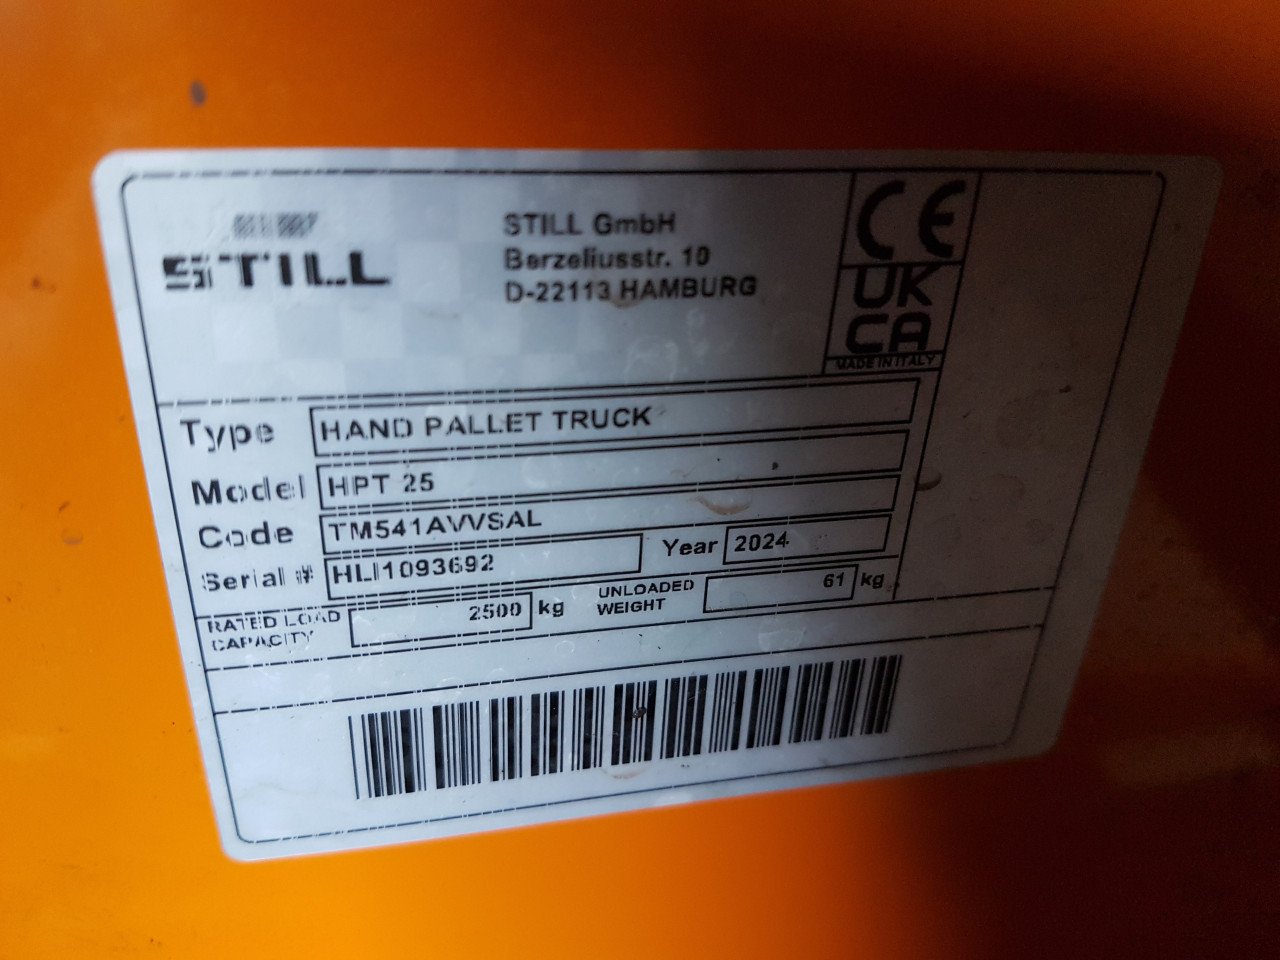 STILL
STILL GmbH
Berzeliusstr. 10
D-22113 HAMBURG
CE
UK
CA
MADE IN ITALY
Type HAND PALLET TRUCK
Model HPT 25
Code TM541AVVSAL
Serial # HLI1093692 Year 2024
RATED LOAD CAPACITY 2500 kg UNLOADED WEIGHT 61 kg